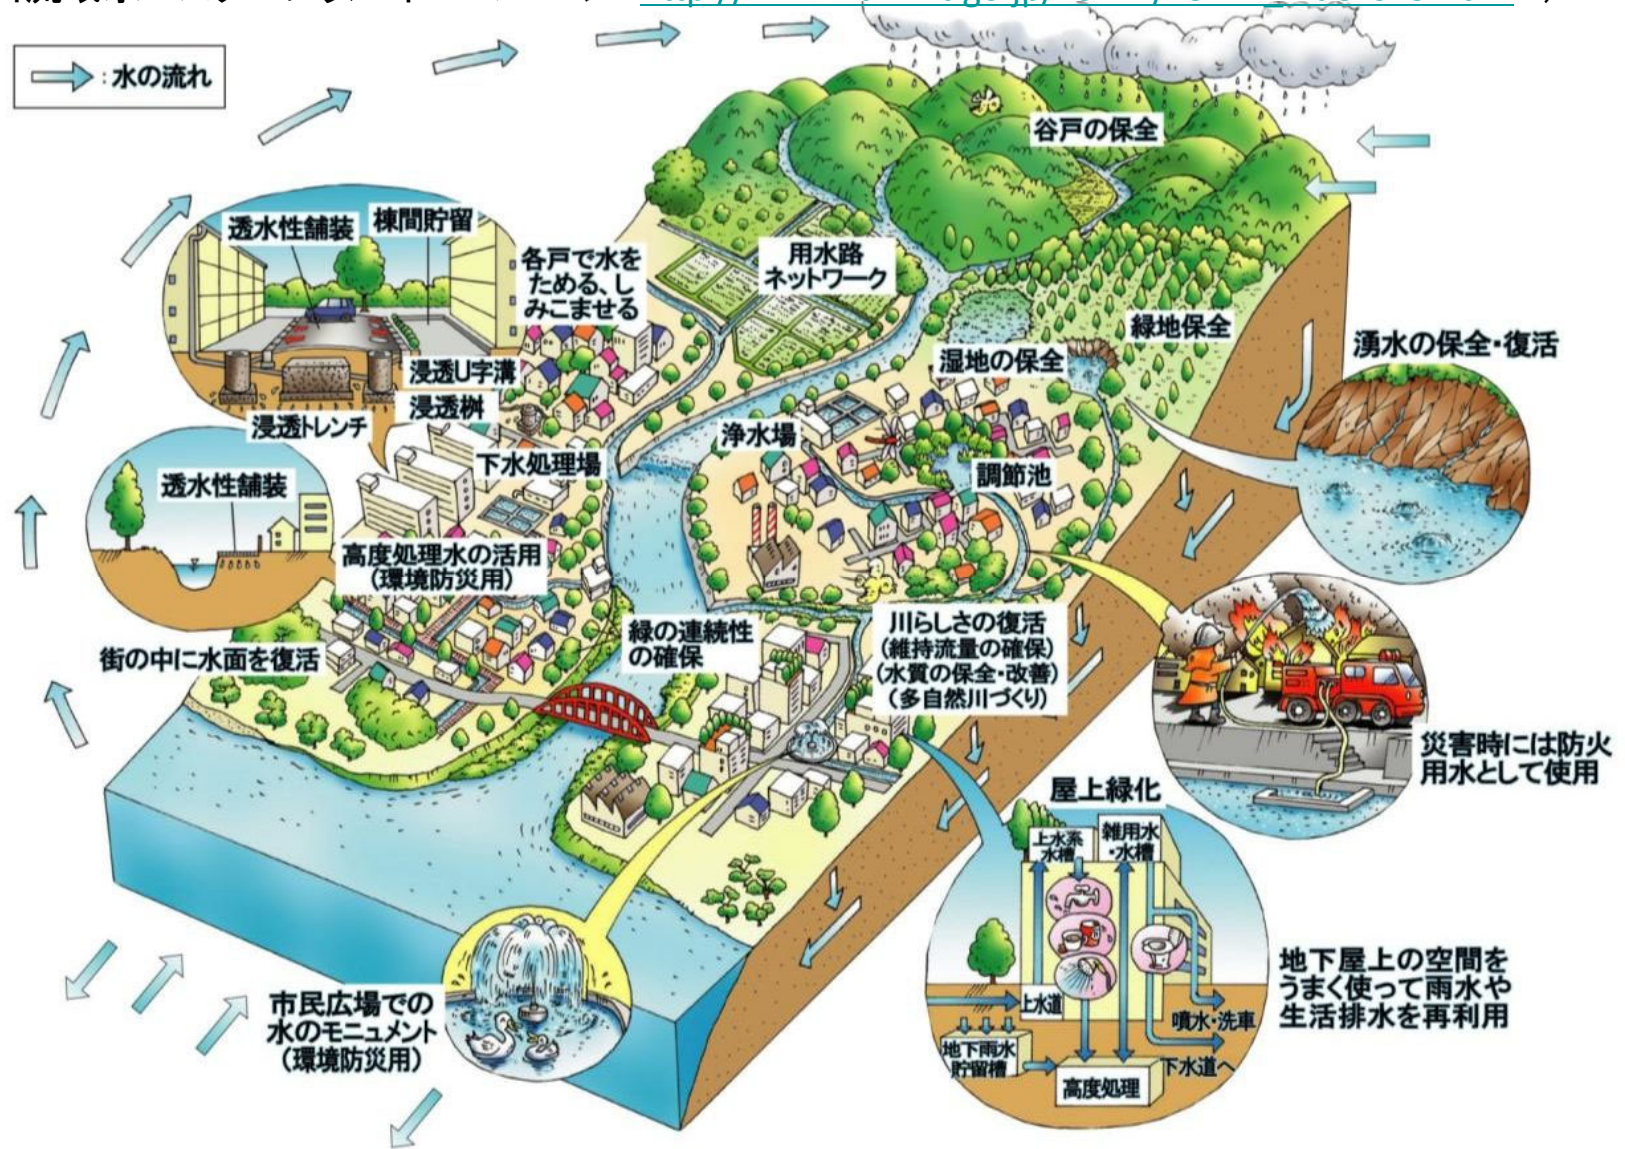 :水の流れ
谷戸の保全
透水性舗装
棟間貯留
各戸で水を
ためる、し
みこませる
用水路
ネットワーク
緑地保全
湧水の保全・復活
湿地の保全
浸透U字溝
浸透桝
浸透トレンチ
浄水場
下水処理場
調節池
透水性舗装
高度処理水の活用
(環境防災用)
街の中に水面を復活
緑の連続性
の確保
川らしさの復活
(維持流量の確保)
(水質の保全・改善)
(多自然川づくり)
災害時には防火
用水として使用
屋上緑化
上水系
水槽
雑用水
・水槽
上水道
噴水・洗車
地下雨水
貯留槽
下水道へ
高度処理
地下屋上の空間を
うまく使って雨水や
生活排水を再利用
市民広場での
水のモニュメント
(環境防災用)